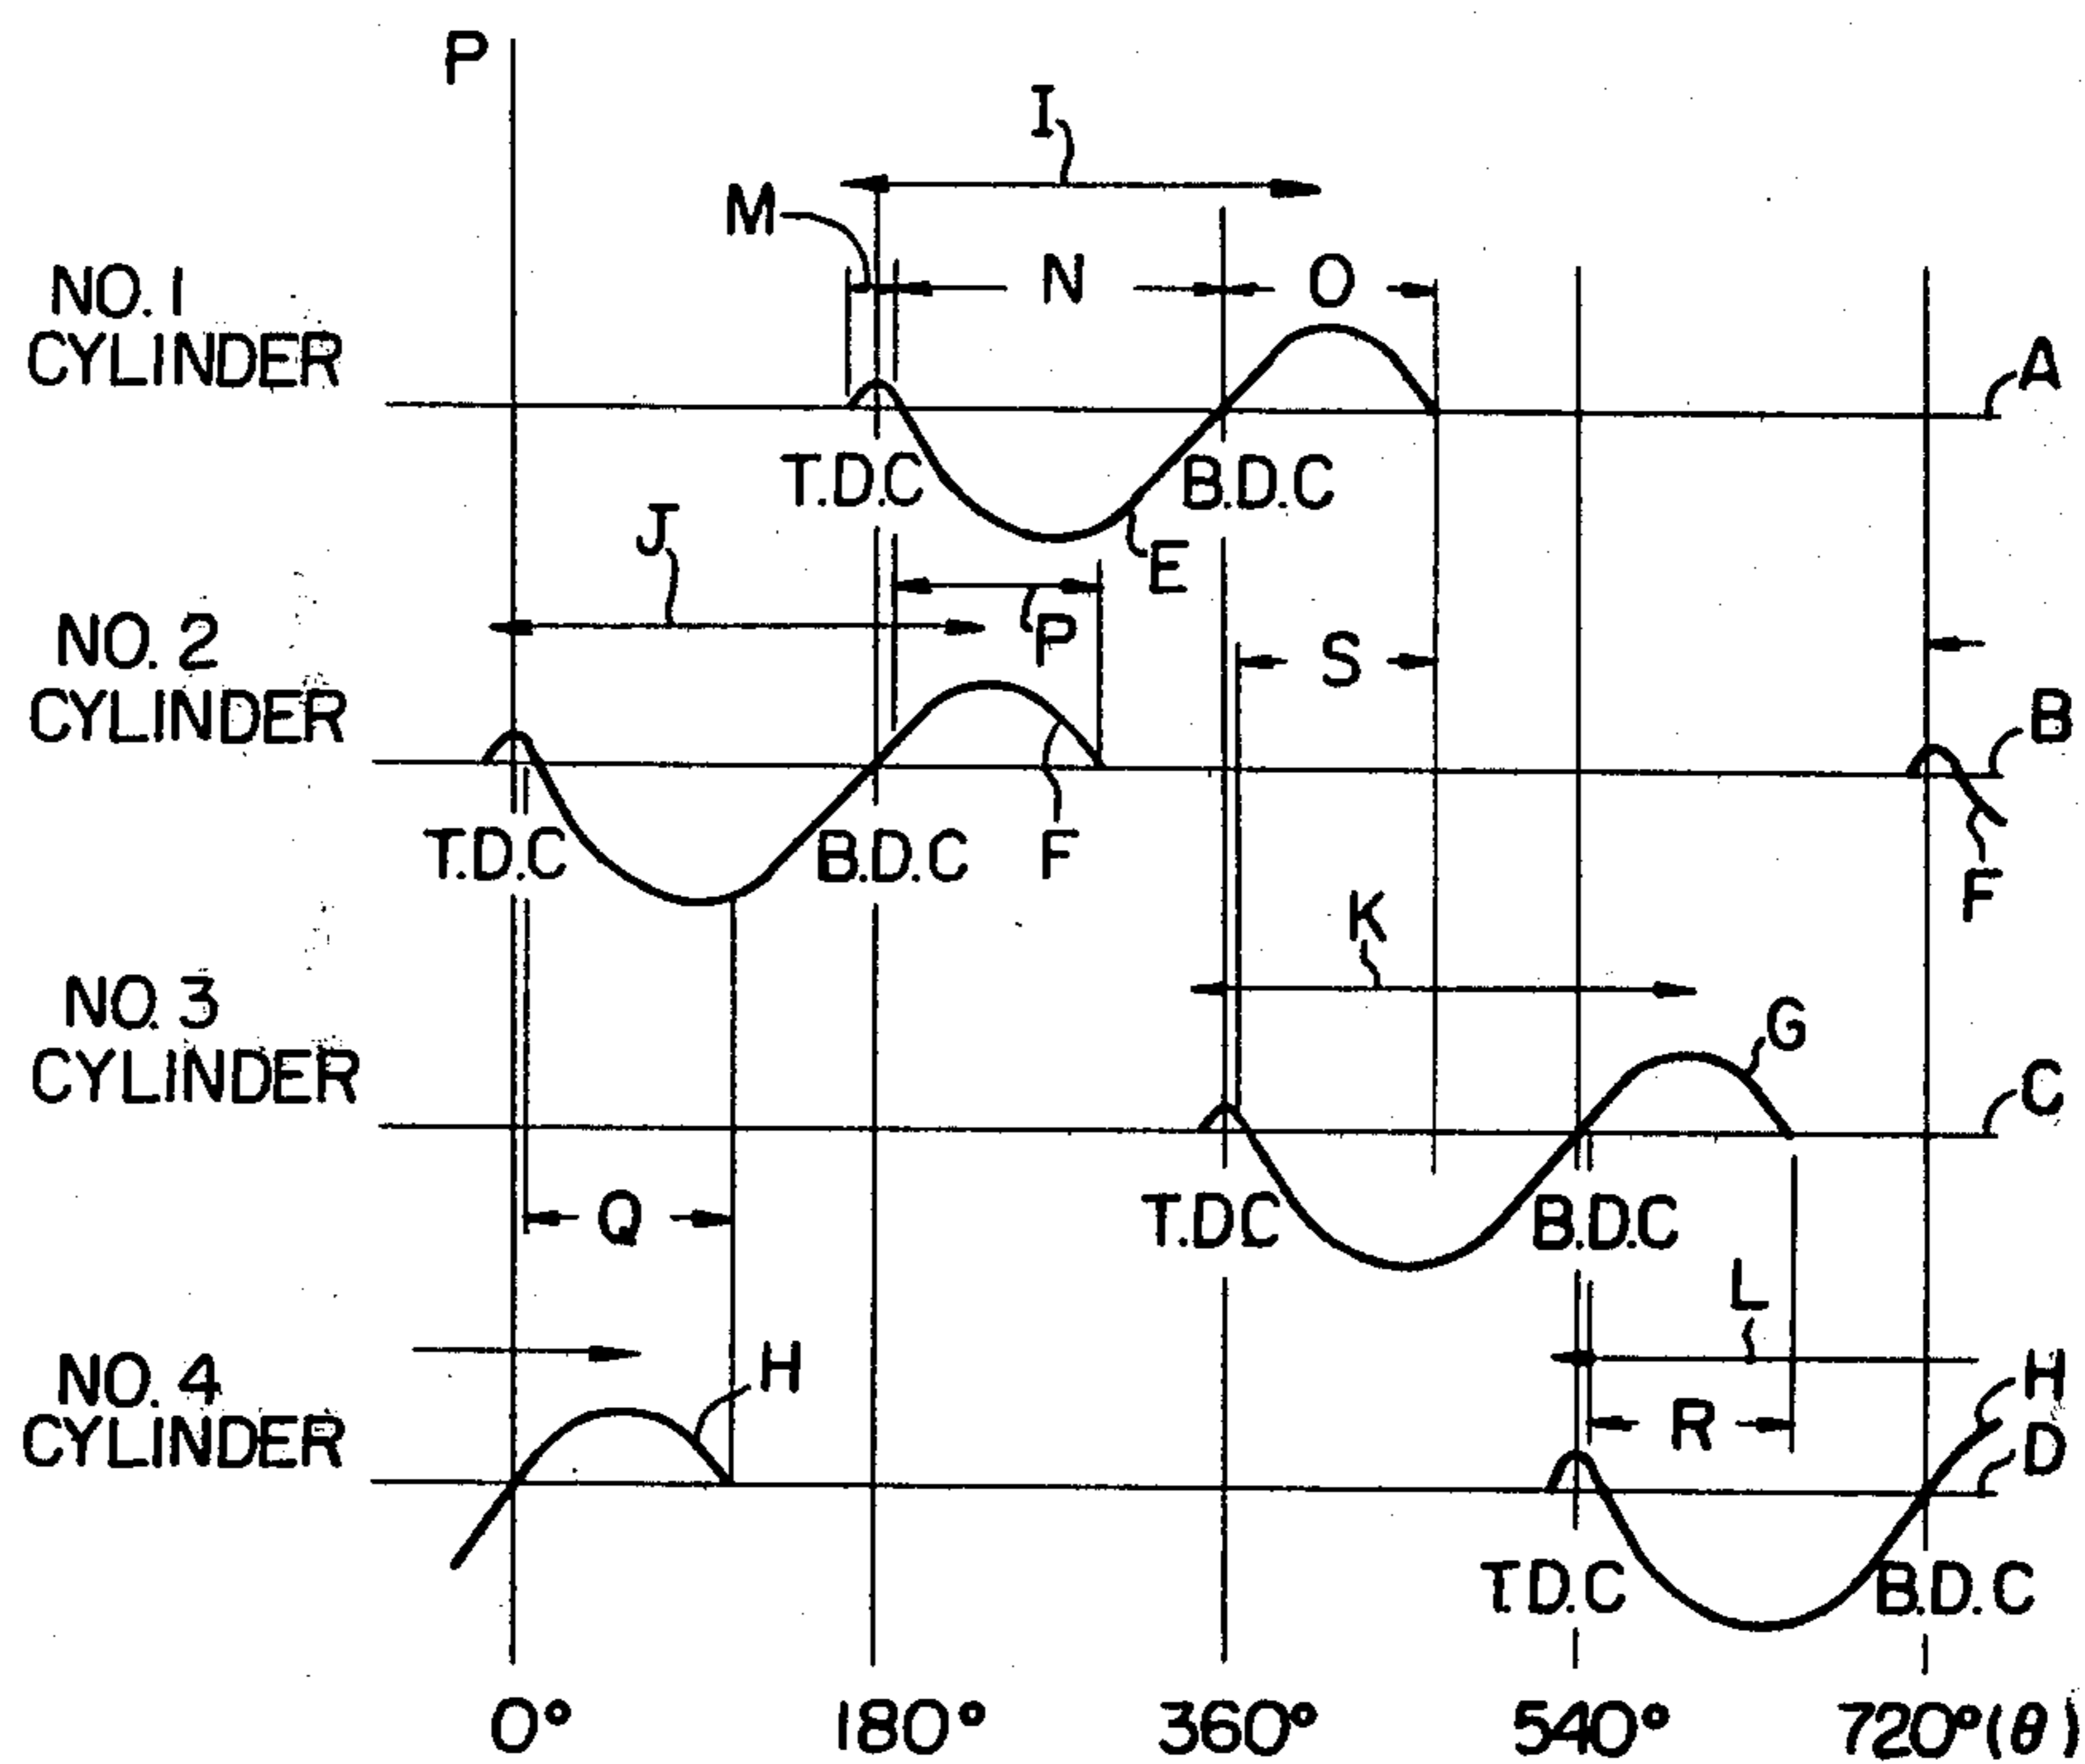 P
I
M
NO. 1
CYLINDER
N
O
A
T.D.C
B.D.C
E
J
P
NO. 2
CYLINDER
S
B
T.D.C
B.D.C
F
F
K
NO. 3
CYLINDER
G
C
Q
T.D.C
B.D.C
L
NO. 4
CYLINDER
H
R
H
D
T.D.C
B.D.C
0° 180° 360° 540° 720°(θ)